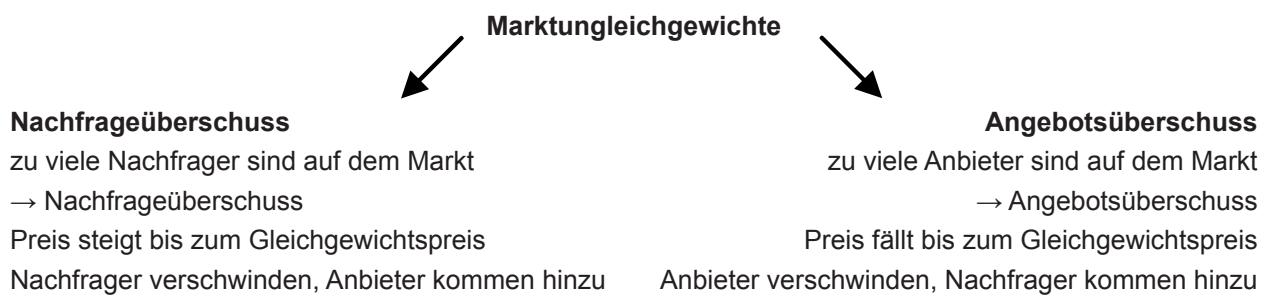 Marktungleichgewichte
Nachfrageüberschuss
zu viele Nachfrager sind auf dem Markt
→ Nachfrageüberschuss
Preis steigt bis zum Gleichgewichtspreis
Nachfrager verschwinden, Anbieter kommen hinzu
Angebotsüberschuss
zu viele Anbieter sind auf dem Markt
→ Angebotsüberschuss
Preis fällt bis zum Gleichgewichtspreis
Anbieter verschwinden, Nachfrager kommen hinzu